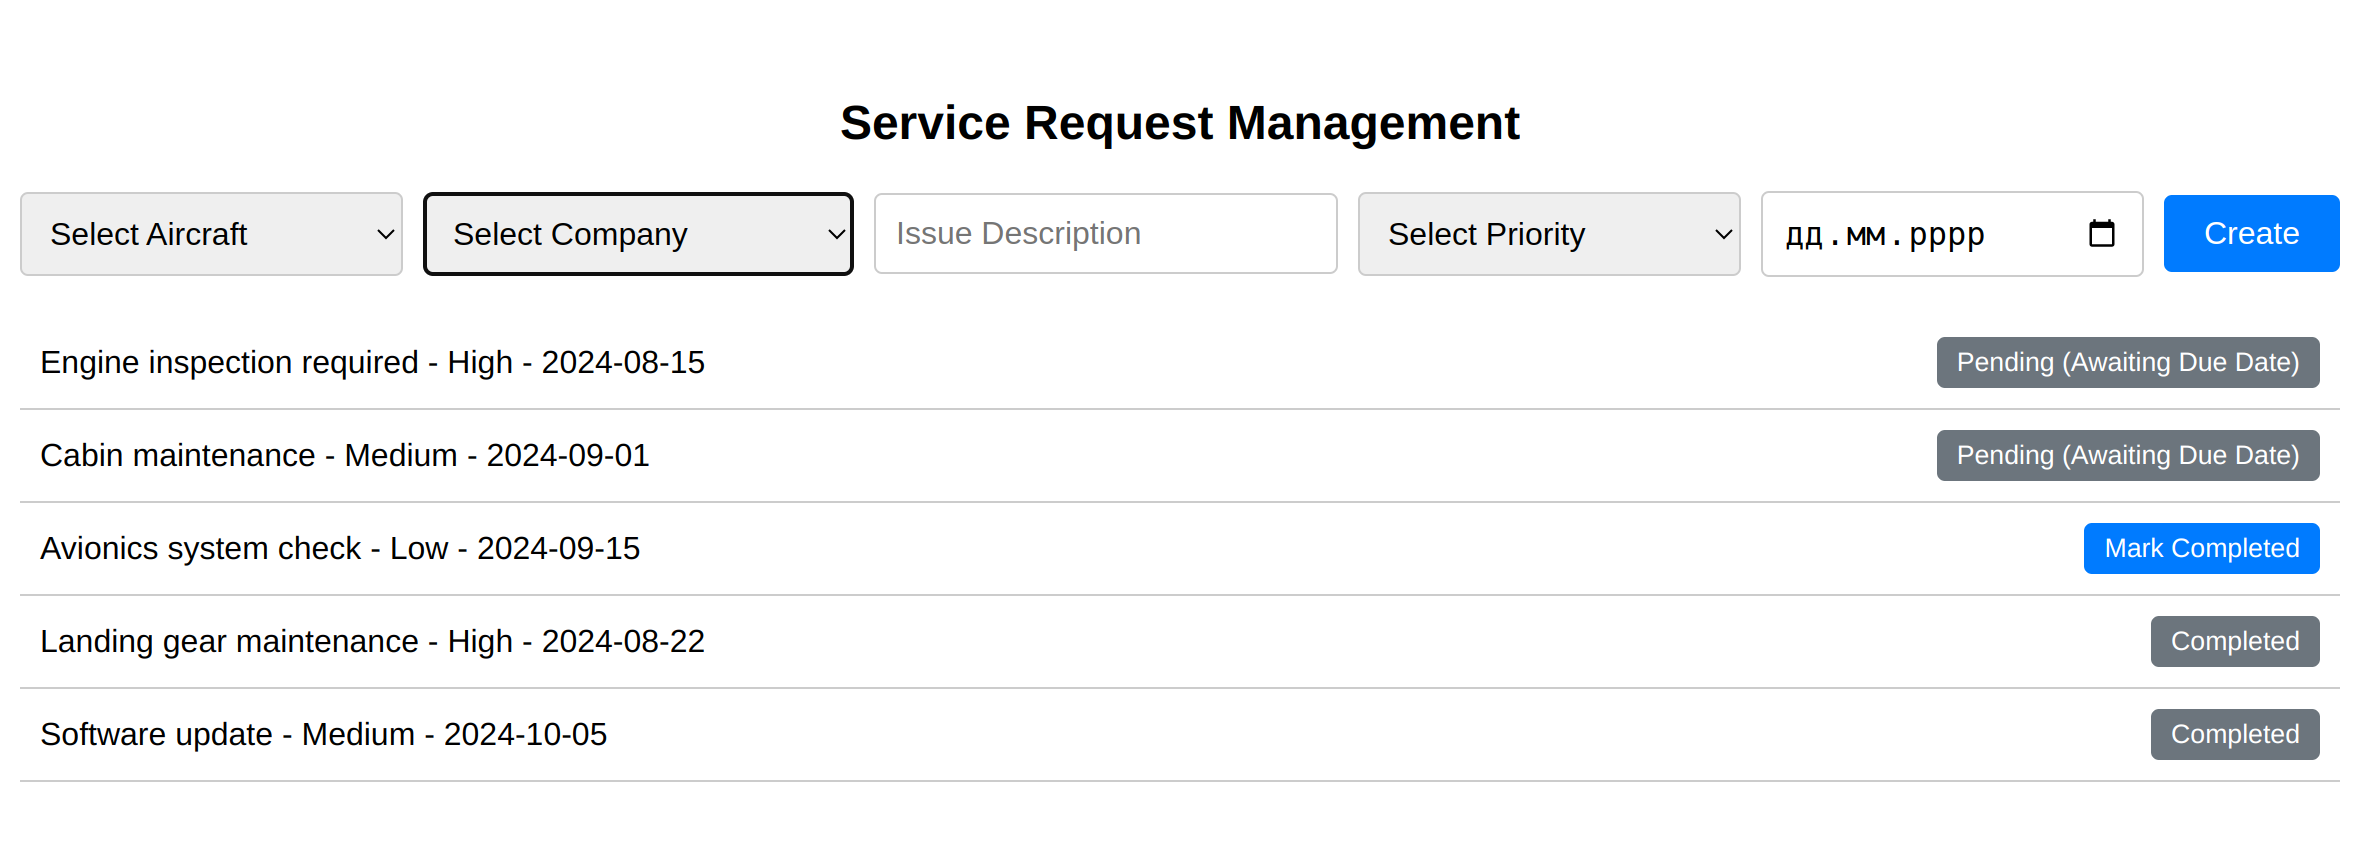 Service Request Management
Select Aircraft Select Company Issue Description Select Priority дд.мм.рррр Create
Engine inspection required - High - 2024-08-15 Pending (Awaiting Due Date)
Cabin maintenance - Medium - 2024-09-01 Pending (Awaiting Due Date)
Avionics system check - Low - 2024-09-15 Mark Completed
Landing gear maintenance - High - 2024-08-22 Completed
Software update - Medium - 2024-10-05 Completed